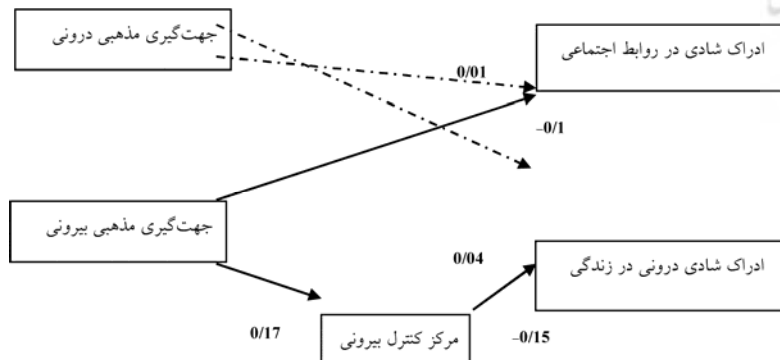 جهت‌گیری مذهبی درونی
ادراک شادی در روابط اجتماعی
0/01
–0/1
جهت‌گیری مذهبی بیرونی
ادراک شادی درونی در زندگی
0/04
0/17
مرکز کنترل بیرونی
–0/15